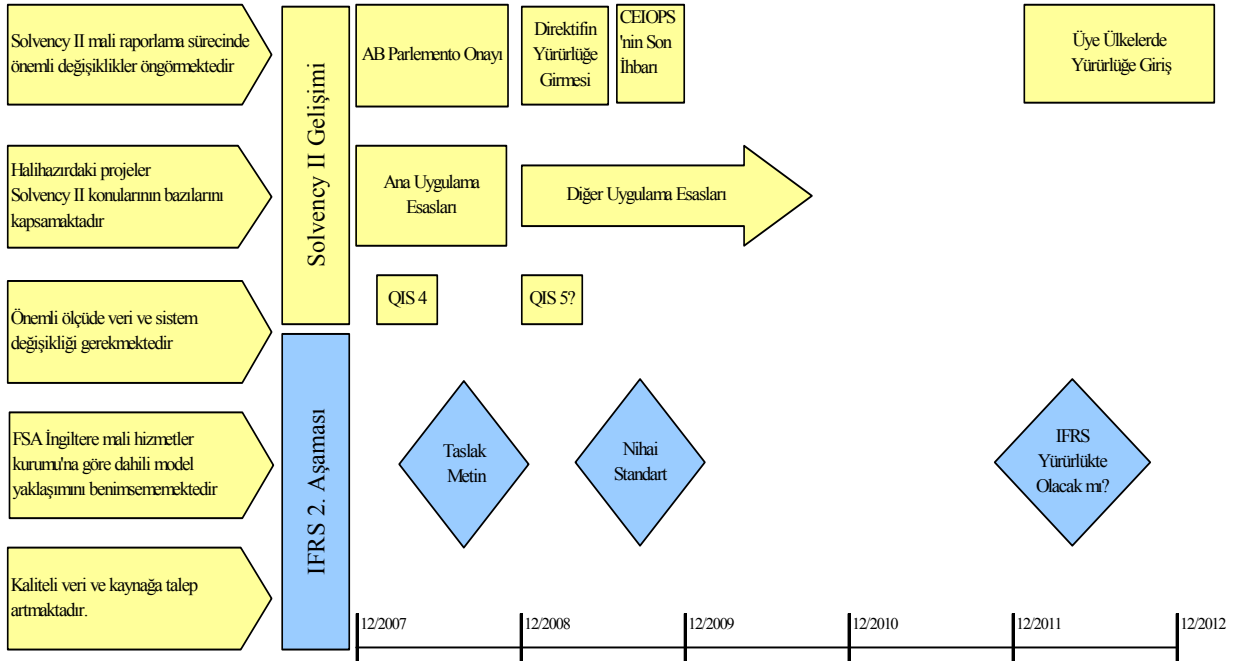 Solvency II mali raporlama sürecinde
önemli değişiklikler öngörmektedir
Halihazırdaki projeler
Solvency II konularının bazılarını
kapsamaktadır
Önemli ölçüde veri ve sistem
değişikliği gerekmektedir
FSA İngiltere mali hizmetler
kurumu'na göre dahili model
yaklaşımını benimsememektedir
Kaliteli veri ve kaynağa talep
artmaktadır.
Solvency II Gelişimi
IFRS 2. Aşaması
AB Parlemento Onayı
Direktifin
Yürürlüğe
Girmesi
CEIOPS
'nin Son
İhbarı
Üye Ülkelerde
Yürürlüğe Giriş
Ana Uygulama
Esasları
Diğer Uygulama Esasları
QIS 4
QIS 5?
Taslak
Metin
Nihai
Standart
IFRS
Yürürlükte
Olacak mı?
12/2007
12/2008
12/2009
12/2010
12/2011
12/2012